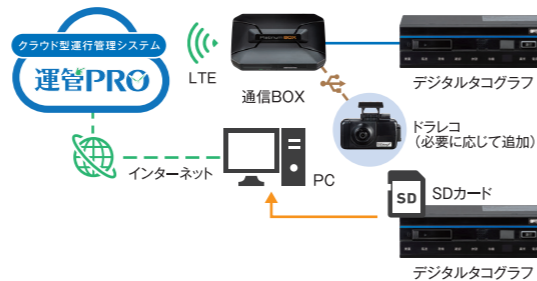 クラウド型運行管理システム
運管PRO
LTE
通信BOX
デジタルタコグラフ
ドラレコ
（必要に応じて追加）
インターネット
PC
SDカード
SD
デジタルタコグラフ